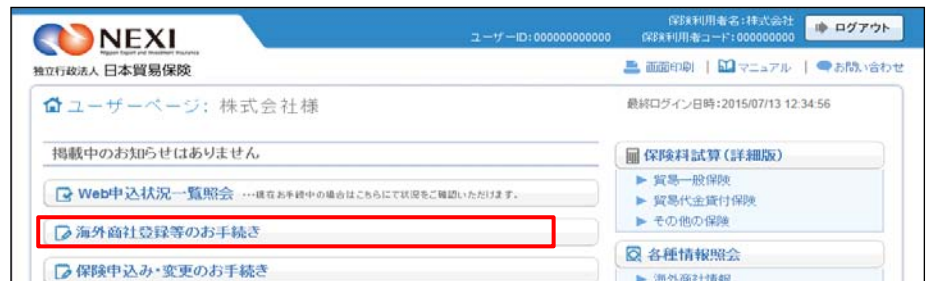 NEXI
Nippon Export and Investment Insurance
独立行政法人 日本貿易保険
ユーザーID:000000000000
保険利用者名:株式会社
保険利用者コード:000000000
ログアウト
画面印刷 | マニュアル | お問い合わせ
ユーザーページ: 株式会社様
最終ログイン日時:2015/07/13 12:34:56
掲載中のお知らせはありません
Web申込状況一覧照会 …現在お手続中の場合はこちらにて状況をご確認いただけます。
海外商社登録等のお手続き
保険申込み・変更のお手続き
保険料試算(詳細版)
貿易一般保険
貿易代金貸付保険
その他の保険
各種情報照会
海外商社情報